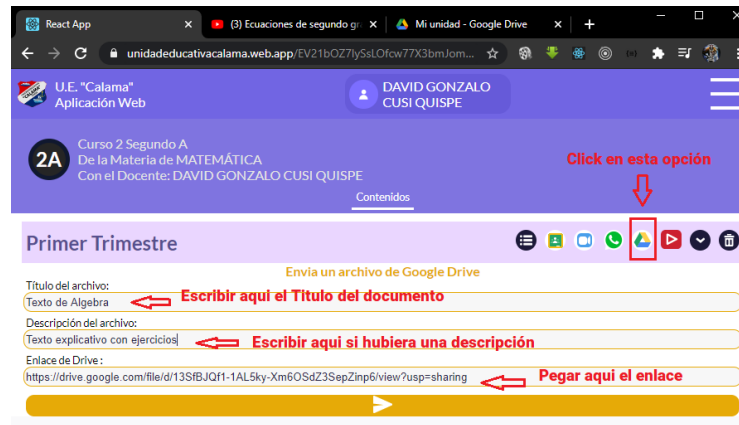 React App
(3) Ecuaciones de segundo gr
Mi unidad - Google Drive
unidadeducativacalama.web.app/EV21bOZ7lySsLOfcw77X3bmJom...
U.E. "Calama"
Aplicación Web
DAVID GONZALO
CUSI QUISPE
2A
Curso 2 Segundo A
De la Materia de MATEMÁTICA
Con el Docente: DAVID GONZALO CUSI QUISPE
Click en esta opción
Contenidos
Primer Trimestre
Envia un archivo de Google Drive
Título del archivo:
Texto de Algebra
Escribir aqui el Titulo del documento
Descripción del archivo:
Texto explicativo con ejercicios
Escribir aqui si hubiera una descripción
Enlace de Drive :
https://drive.google.com/file/d/13SfBJQf1-1AL5ky-Xm6OSdZ3SepZinp6/view?usp=sharing
Pegar aqui el enlace